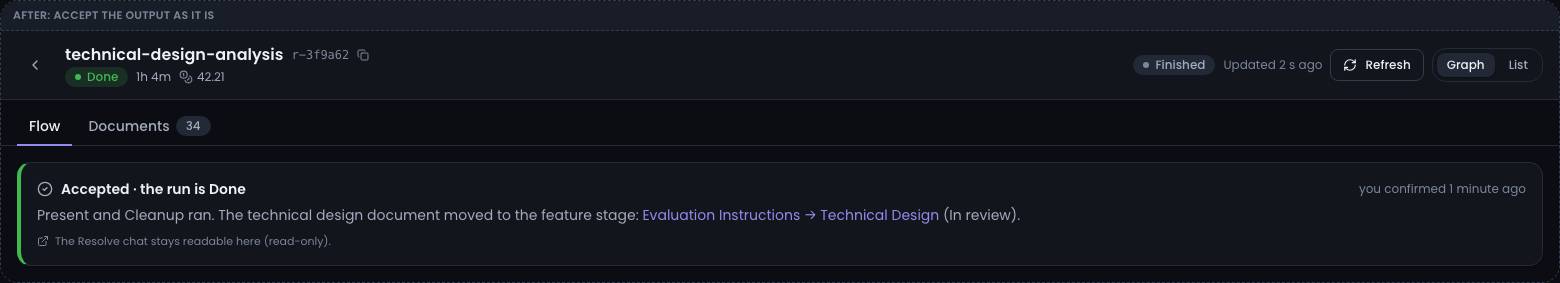 AFTER: ACCEPT THE OUTPUT AS IT IS
technical-design-analysis r–3f9a62
Done 1h 4m 42.21
Finished Updated 2 s ago Refresh Graph List
Flow Documents 34
Accepted · the run is Done you confirmed 1 minute ago
Present and Cleanup ran. The technical design document moved to the feature stage: Evaluation Instructions → Technical Design (In review).
The Resolve chat stays readable here (read-only).